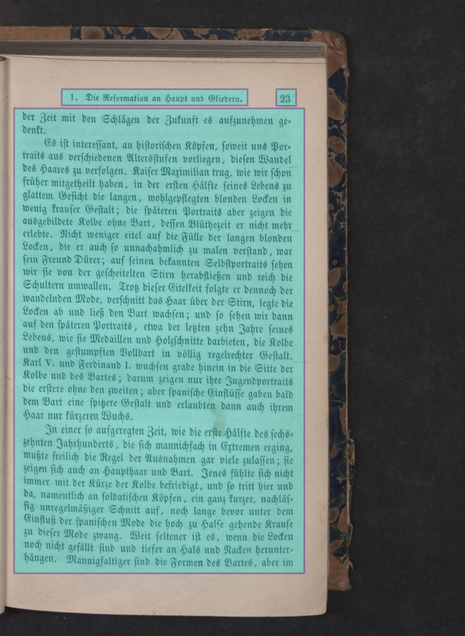 1. Die Reformation an Haupt und Gliedern. 23
der Zeit mit den Schlägen der Zukunft es aufzunehmen ge-
denkt.
Es ist interessant, an historischen Köpfen, soweit uns Por-
traits aus verschiedenen Altersstufen vorliegen, diesen Wandel
des Haares zu verfolgen. Kaiser Maximilian trug, wie wir schon
früher mitgetheilt haben, in der ersten Hälfte seines Lebens zu
glattem Gesicht die langen, wohlgepflegten blonden Locken in
wenig krauser Gestalt; die späteren Portraits aber zeigen die
ausgebildete Kolbe ohne Bart, dessen Blüthezeit er nicht mehr
erlebte. Nicht weniger eitel auf die Fülle der langen blonden
Locken, die er auch so unnachahmlich zu malen verstand, war
sein Freund Dürer; auf seinen bekannten Selbstportraits sehen
wir sie von der gescheitelten Stirn herabfließen und reich die
Schultern umwallen. Trotz dieser Eitelkeit folgte er dennoch der
wandelnden Mode, verschnitt das Haar über der Stirn, legte die
Locken ab und ließ den Bart wachsen; und so sehen wir dann
auf den späteren Portraits, etwa der letzten zehn Jahre seines
Lebens, wie sie Medaillen und Holzschnitte darbieten, die Kolbe
und den gestumpften Vollbart in völlig regelrechter Gestalt.
Karl V. und Ferdinand I. wuchsen grade hinein in die Sitte der
Kolbe und des Bartes; darum zeigen nur ihre Jugendportraits
die erstere ohne den zweiten; aber spanische Einflüsse gaben bald
dem Bart eine spitzere Gestalt und erlaubten dann auch ihrem
Haar nur kürzeren Wuchs.
In einer so aufgeregten Zeit, wie die erste Hälfte des sechs-
zehnten Jahrhunderts, die sich mannichfach in Extremen erging,
mußte freilich die Regel der Ausnahmen gar viele zulassen; sie
zeigen sich auch an Haupthaar und Bart. Jenes fühlte sich nicht
immer mit der Kürze der Kolbe befriedigt, und so tritt hier und
da, namentlich an soldatischen Köpfen, ein ganz kurzer, nachläs-
sig unregelmäßiger Schnitt auf, noch lange bevor unter dem
Einfluß der spanischen Mode die hoch zu Halse gehende Krause
zu dieser Mode zwang. Weit seltener ist es, wenn die Locken
noch nicht gefällt sind und tiefer an Hals und Nacken herunter-
hängen. Mannigfaltiger sind die Formen des Bartes, aber im